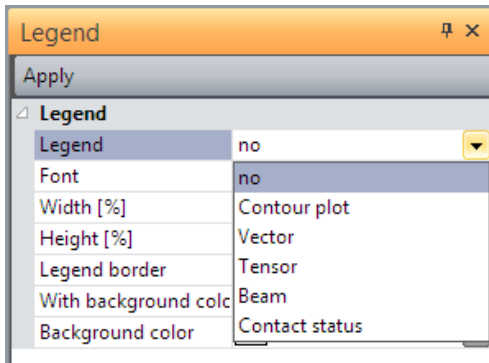 Legend
Apply
Legend
Legend no
Font no
Width [%] Contour plot
Height [%] Vector
Legend border Tensor
With background colo Beam
Background color Contact status